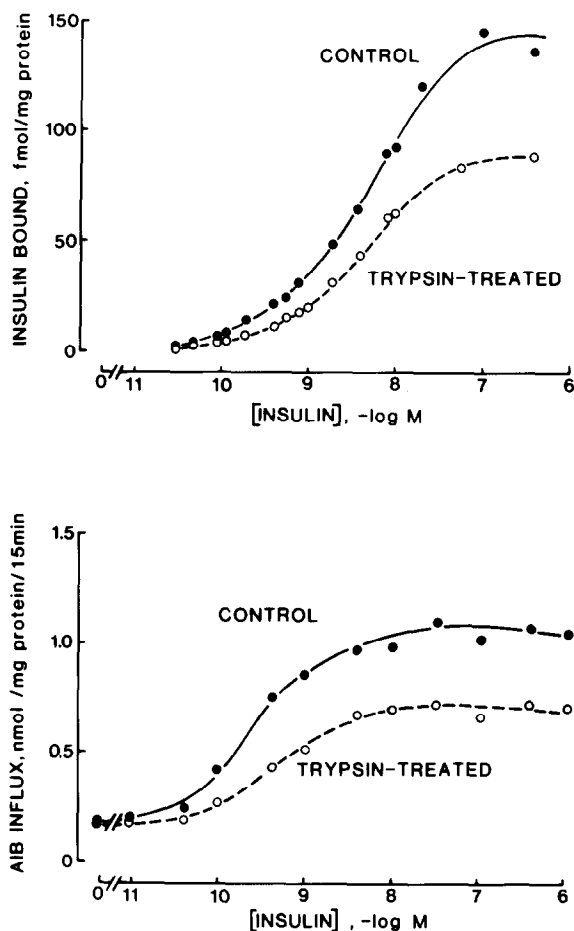 150
100
50
0
INSULIN BOUND, fmol/mg protein
CONTROL
TRYPSIN-TREATED
0 11 10 9 8 7 6
[INSULIN], -log M
1.5
1.0
0.5
0
AIB INFLUX, nmol /mg protein/15min
CONTROL
TRYPSIN-TREATED
0 11 10 9 8 7 6
[INSULIN] , -log M